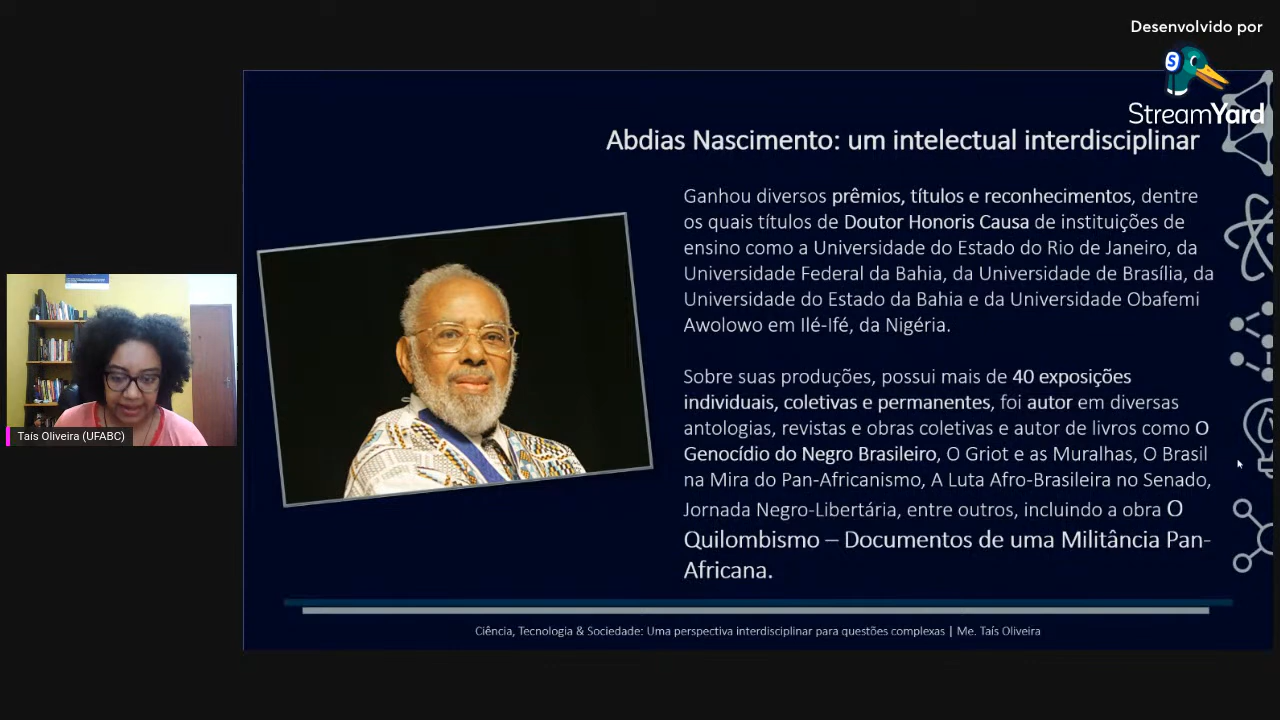 Desenvolvido por
S
StreamYard
Abdias Nascimento: um intelectual interdisciplinar
Ganhou diversos prêmios, títulos e reconhecimentos, dentre
os quais títulos de Doutor Honoris Causa de instituições de
ensino como a Universidade do Estado do Rio de Janeiro, da
Universidade Federal da Bahia, da Universidade de Brasília, da
Universidade do Estado da Bahia e da Universidade Obafemi
Awolowo em Ilé-Ifé, da Nigéria.
Sobre suas produções, possui mais de 40 exposições
individuais, coletivas e permanentes, foi autor em diversas
antologias, revistas e obras coletivas e autor de livros como O
Genocídio do Negro Brasileiro, O Griot e as Muralhas, O Brasil
na Mira do Pan-Africanismo, A Luta Afro-Brasileira no Senado,
Jornada Negro-Libertária, entre outros, incluindo a obra O
Quilombismo – Documentos de uma Militância Pan-
Africana.
Taís Oliveira (UFABC)
Ciência, Tecnologia & Sociedade: Uma perspectiva interdisciplinar para questões complexas | Me. Taís Oliveira